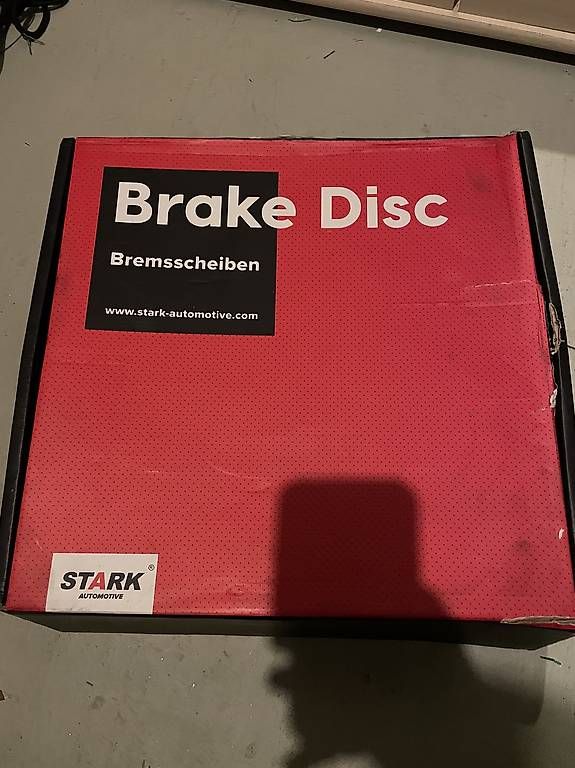 Brake Disc
Bremsscheiben
www.stark-automotive.com
STARK®
AUTOMOTIVE